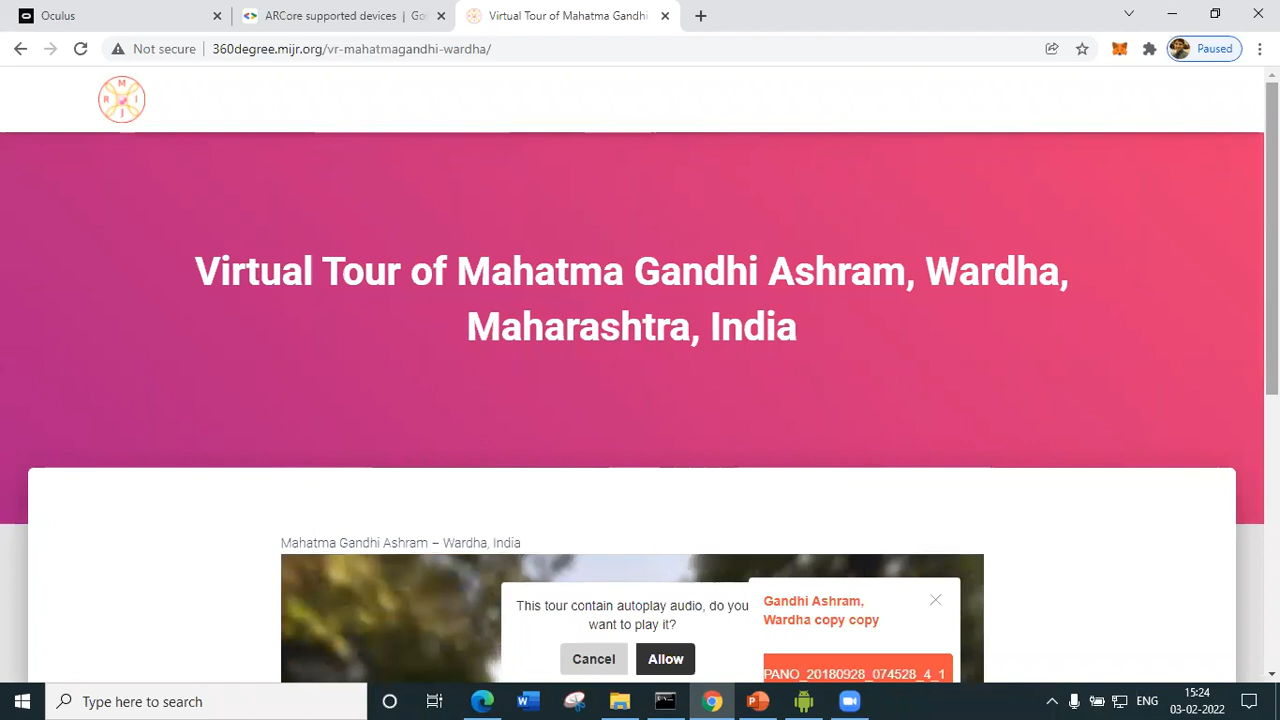 Oculus
ARCore supported devices | Go
Virtual Tour of Mahatma Gandhi
Not secure
360degree.mijr.org/vr-mahatmagandhi-wardha/
Paused
M
R I
J
Virtual Tour of Mahatma Gandhi Ashram, Wardha,
Maharashtra, India
Mahatma Gandhi Ashram – Wardha, India
This tour contain autoplay audio, do you
want to play it?
Cancel
Allow
Gandhi Ashram,
Wardha copy copy
PANO_20180928_074528_4_1
Type here to search
ENG
15:24
03-02-2022